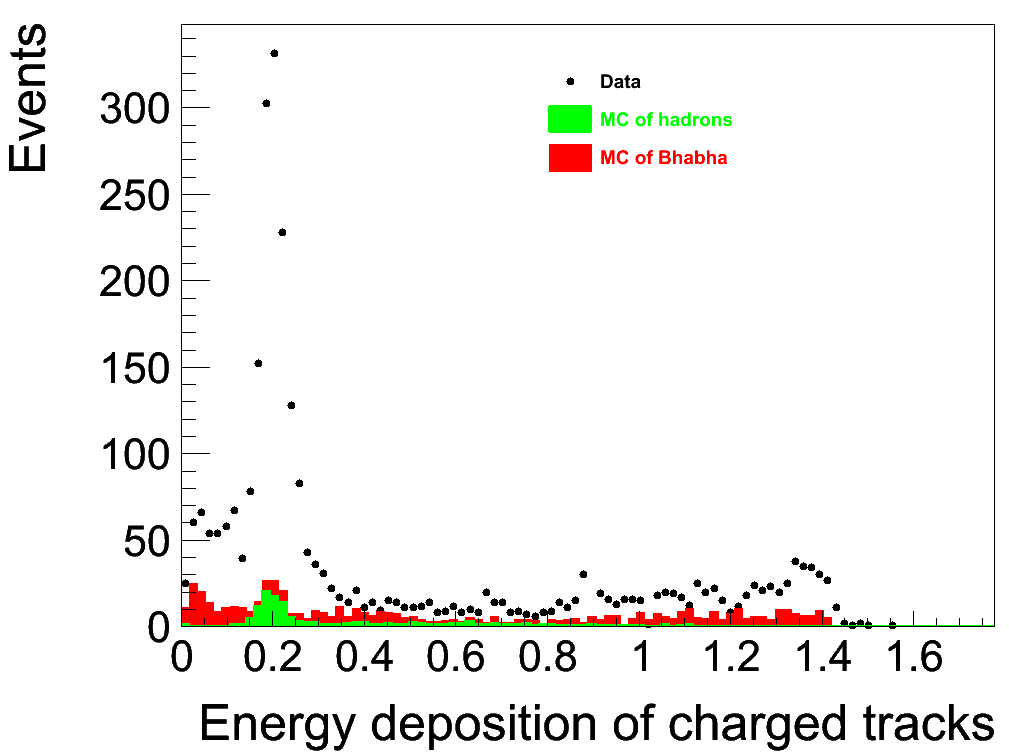 Events
300
250
200
150
100
50
0
Data
MC of hadrons
MC of Bhabha
0 0.2 0.4 0.6 0.8 1 1.2 1.4 1.6
Energy deposition of charged tracks